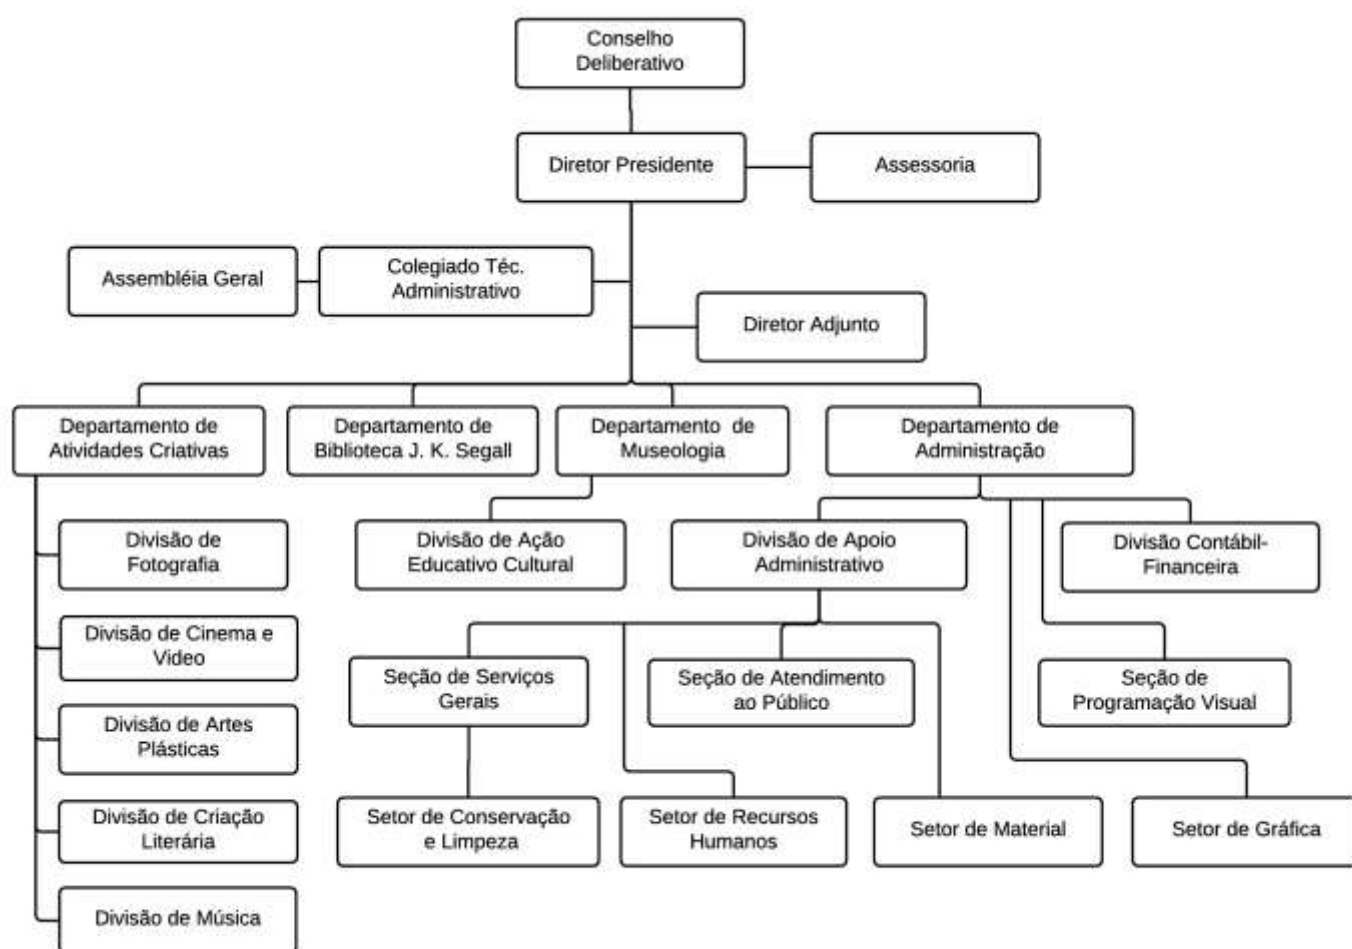 Conselho
Deliberativo
Diretor Presidente
Assessoria
Assembléia Geral
Colegiado Téc.
Administrativo
Diretor Adjunto
Departamento de
Atividades Criativas
Departamento de
Biblioteca J. K. Segall
Departamento de
Museologia
Departamento de
Administração
Divisão de
Fotografia
Divisão de Ação
Educativo Cultural
Divisão de Apoio
Administrativo
Divisão Contábil-
Financeira
Divisão de Cinema e
Video
Seção de Serviços
Gerais
Seção de Atendimento
ao Público
Seção de
Programação Visual
Divisão de Artes
Plásticas
Divisão de Criação
Literária
Setor de Conservação
e Limpeza
Setor de Recursos
Humanos
Setor de Material
Setor de Gráfica
Divisão de Música